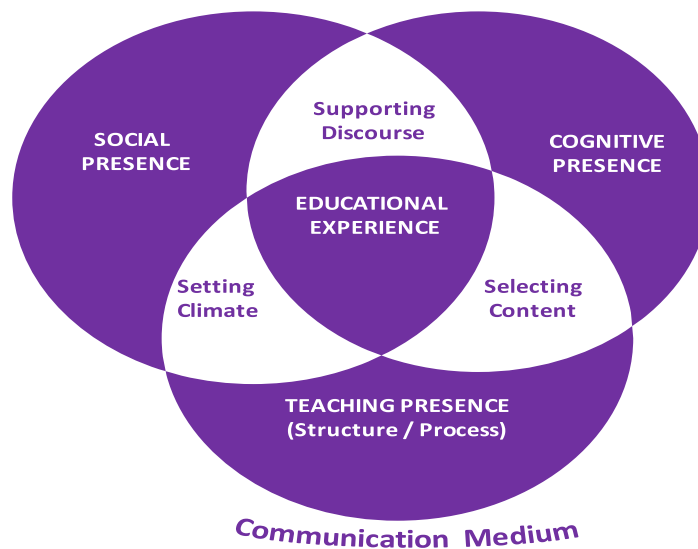 Supporting
Discourse
SOCIAL
PRESENCE
COGNITIVE
PRESENCE
EDUCATIONAL
EXPERIENCE
Setting
Climate
Selecting
Content
TEACHING PRESENCE
(Structure / Process)
Communication Medium